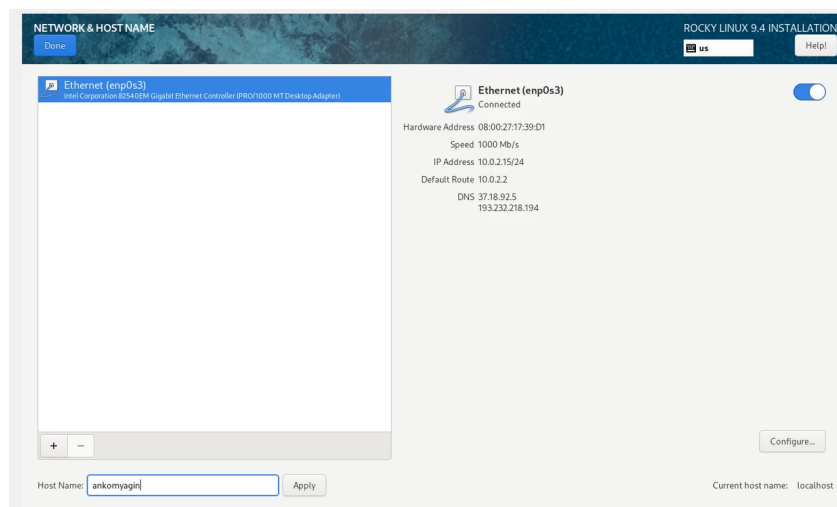 NETWORK & HOST NAME
ROCKY LINUX 9.4 INSTALLATION
Done
us
Help!
Ethernet (enp0s3)
Intel Corporation 82540EM Gigabit Ethernet Controller (PRO/1000 MT Desktop Adapter)
Ethernet (enp0s3)
Connected
Hardware Address 08:00:27:17:39:D1
Speed 1000 Mb/s
IP Address 10.0.2.15/24
Default Route 10.0.2.2
DNS 37.18.92.5
193.232.218.194
+ −
Configure...
Host Name: ankomyagin Apply Current host name: localhost